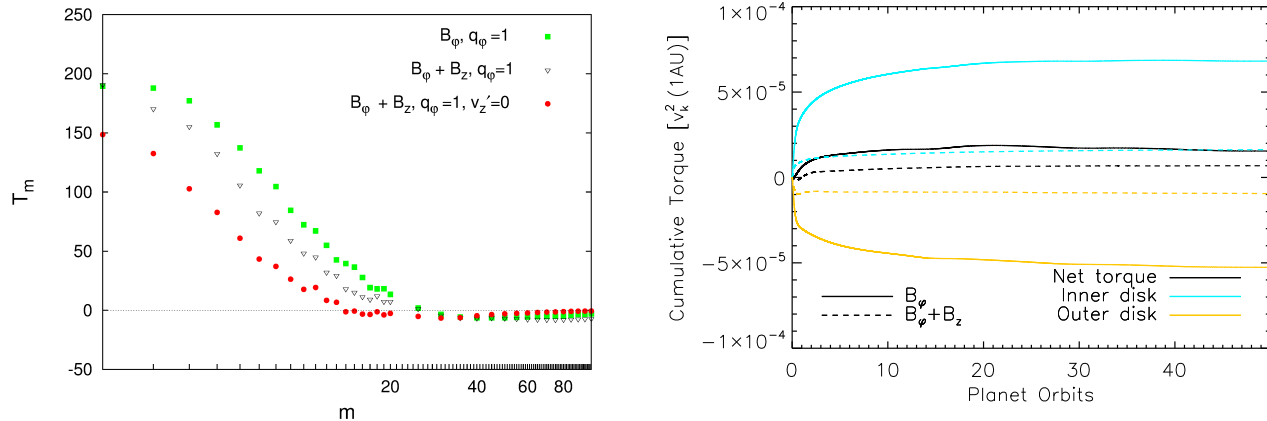 250
200
150
100
50
0
-50
T_m
B_φ, q_φ=1
B_φ + B_z, q_φ=1
B_φ + B_z, q_φ=1, v_z'=0
20
40
60
80
m
1×10^-4
5×10^-5
0
-5×10^-5
-1×10^-4
Cumulative Torque [v_k^2 (1AU)]
B_φ
B_φ+B_z
Net torque
Inner disk
Outer disk
0
10
20
30
40
Planet Orbits